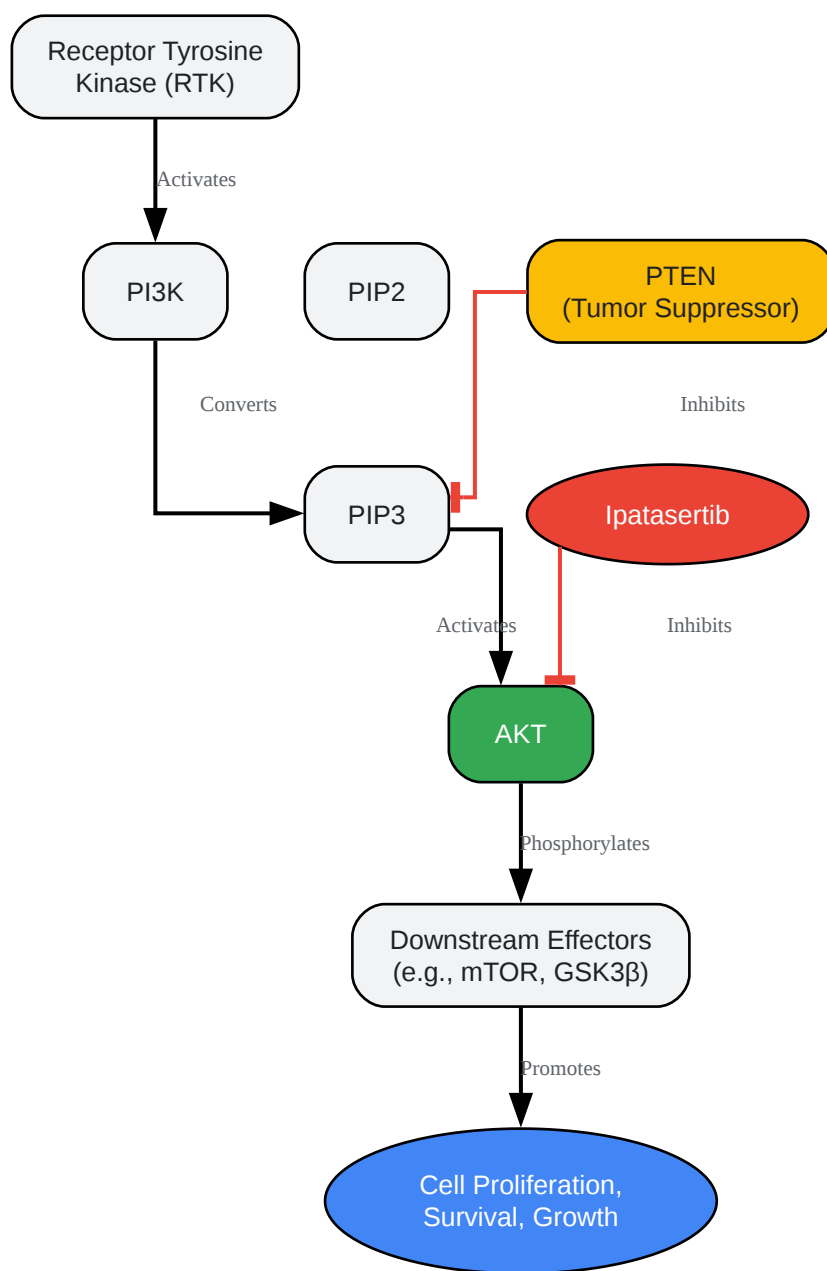 Receptor Tyrosine
Kinase (RTK)
Activates
PI3K
PIP2
PTEN
(Tumor Suppressor)
Converts
Inhibits
PIP3
Ipatasertib
Activates
Inhibits
AKT
Phosphorylates
Downstream Effectors
(e.g., mTOR, GSK3β)
Promotes
Cell Proliferation,
Survival, Growth